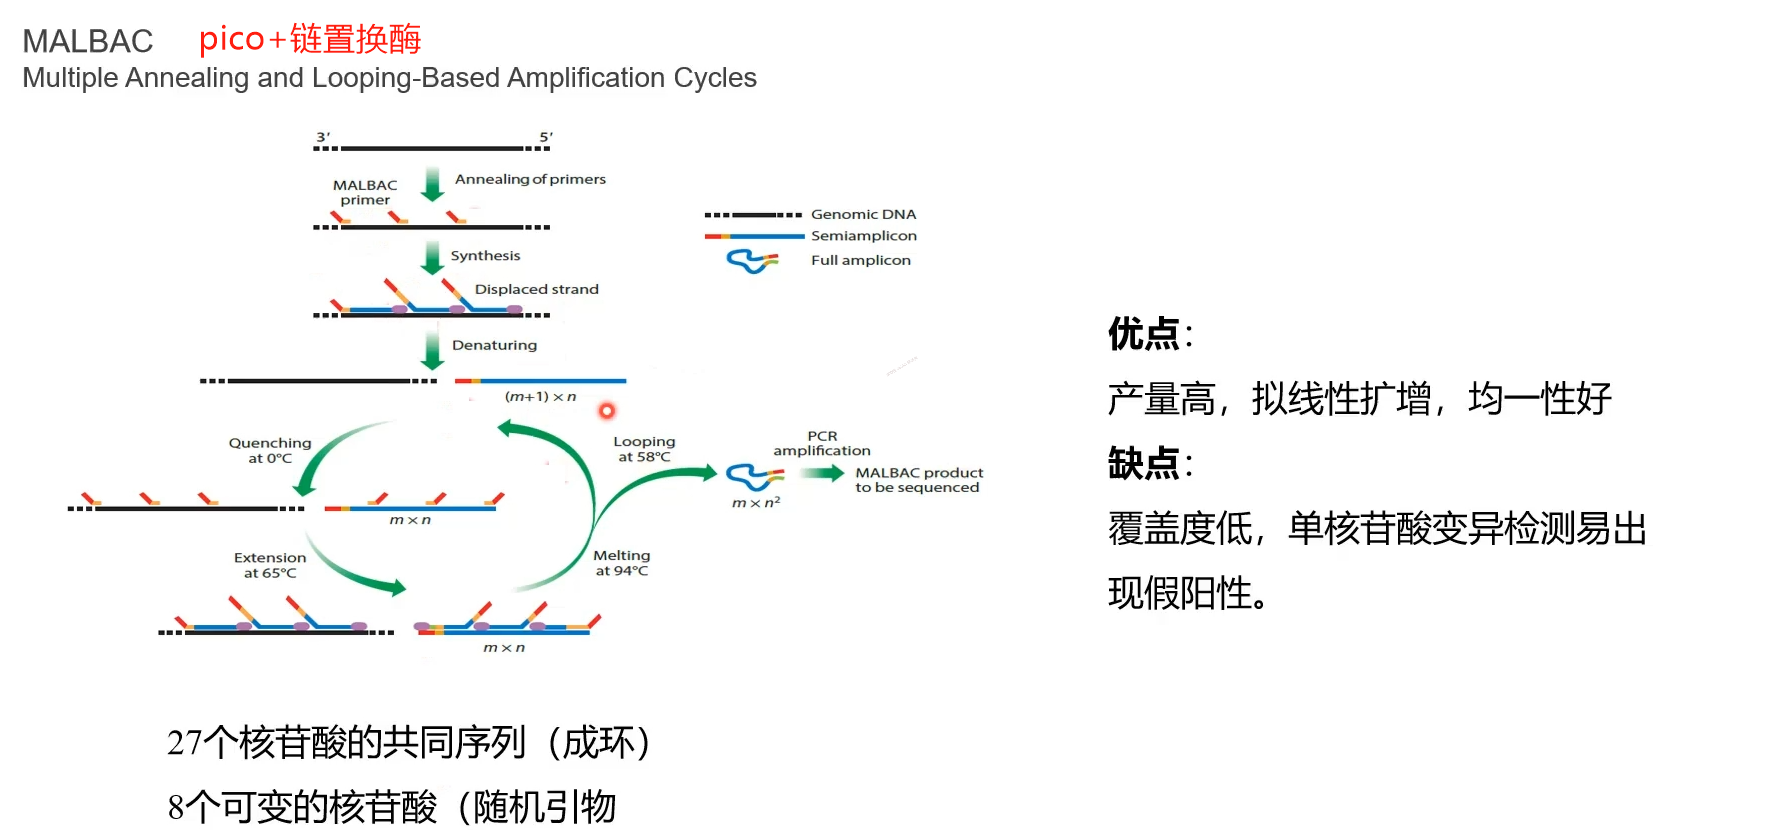 MALBAC pico+链置换酶
Multiple Annealing and Looping-Based Amplification Cycles
3′ 5′
Annealing of primers
MALBAC
primer
Genomic DNA
Semiamplicon
Synthesis
Full amplicon
Displaced strand
Denaturing
(m+1) × n
Quenching
at 0°C
Looping
at 58°C
PCR
amplification
MALBAC product
to be sequenced
m × n²
m × n
Extension
at 65°C
Melting
at 94°C
m × n
优点：
产量高，拟线性扩增，均一性好
缺点：
覆盖度低，单核苷酸变异检测易出
现假阳性。
27个核苷酸的共同序列（成环）
8个可变的核苷酸（随机引物